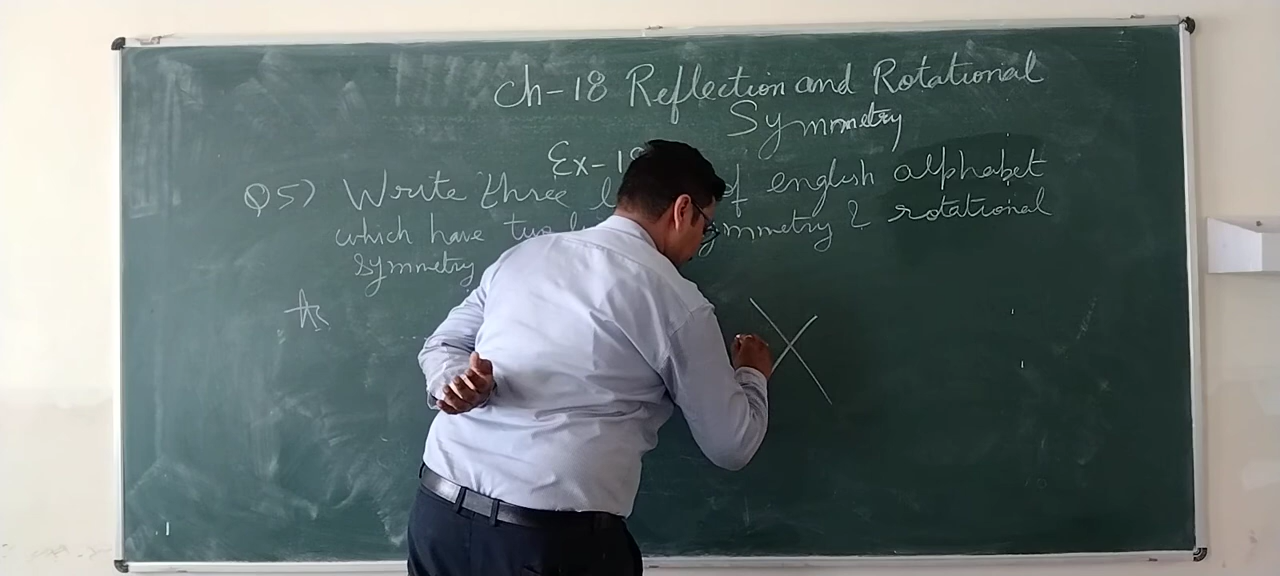 Ch-18 Reflection and Rotational
Symmetry
Ex-18
Q5) Write three of english alphabet
which have two symmetry & rotational
symmetry
X